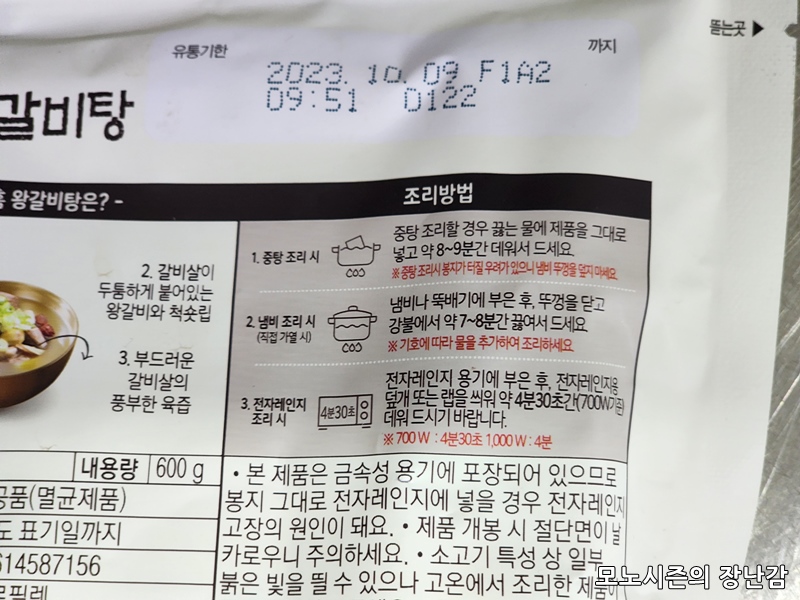 뜯는곳 ▶
유통기한
까지
2023. 10. 09 F1A2
09:51 D122
갈비탕
왕갈비탕은? -
2. 갈비살이
두툼하게 붙어있는
왕갈비와 척숏립
3. 부드러운
갈비살의
풍부한 육즙
조리방법
1. 중탕 조리 시
중탕 조리할 경우 끓는 물에 제품을 그대로
넣고 약 8~9분간 데워서 드세요.
※ 중탕 조리시 봉지가 터질 우려가 있으니 냄비 뚜껑을 덮지 마세요.
2. 냄비 조리 시
(직접 가열 시)
냄비나 뚝배기에 부은 후, 뚜껑을 닫고
강불에서 약 7~8분간 끓여서 드세요.
※ 기호에 따라 물을 추가하여 조리하세요.
3. 전자레인지
조리 시
4분30초
전자레인지 용기에 부은 후, 전자레인지용
덮개 또는 랩을 씌워 약 4분30초간(700W기준)
데워 드시기 바랍니다.
※ 700 W : 4분30초 1,000 W : 4분
내용량 600 g
공품(멸균제품)
도 표기일까지
614587156
로필렌
• 본 제품은 금속성 용기에 포장되어 있으므로
봉지 그대로 전자레인지에 넣을 경우 전자레인지
고장의 원인이 돼요. • 제품 개봉 시 절단면이 날
카로우니 주의하세요. • 소고기 특성 상 일부
붉은 빛을 띌 수 있으나 고온에서 조리한 제품이
모노시즌의 장난감